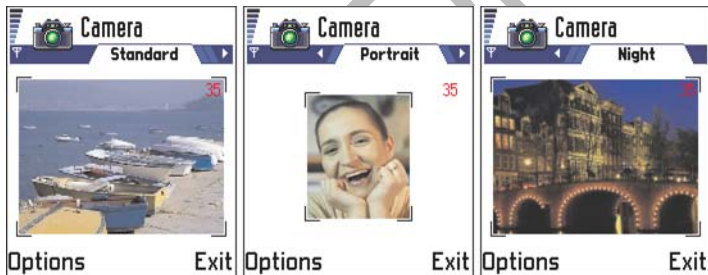 Camera
Standard
35
Options Exit
Camera
Portrait
35
Options Exit
Camera
Night
35
Options Exit